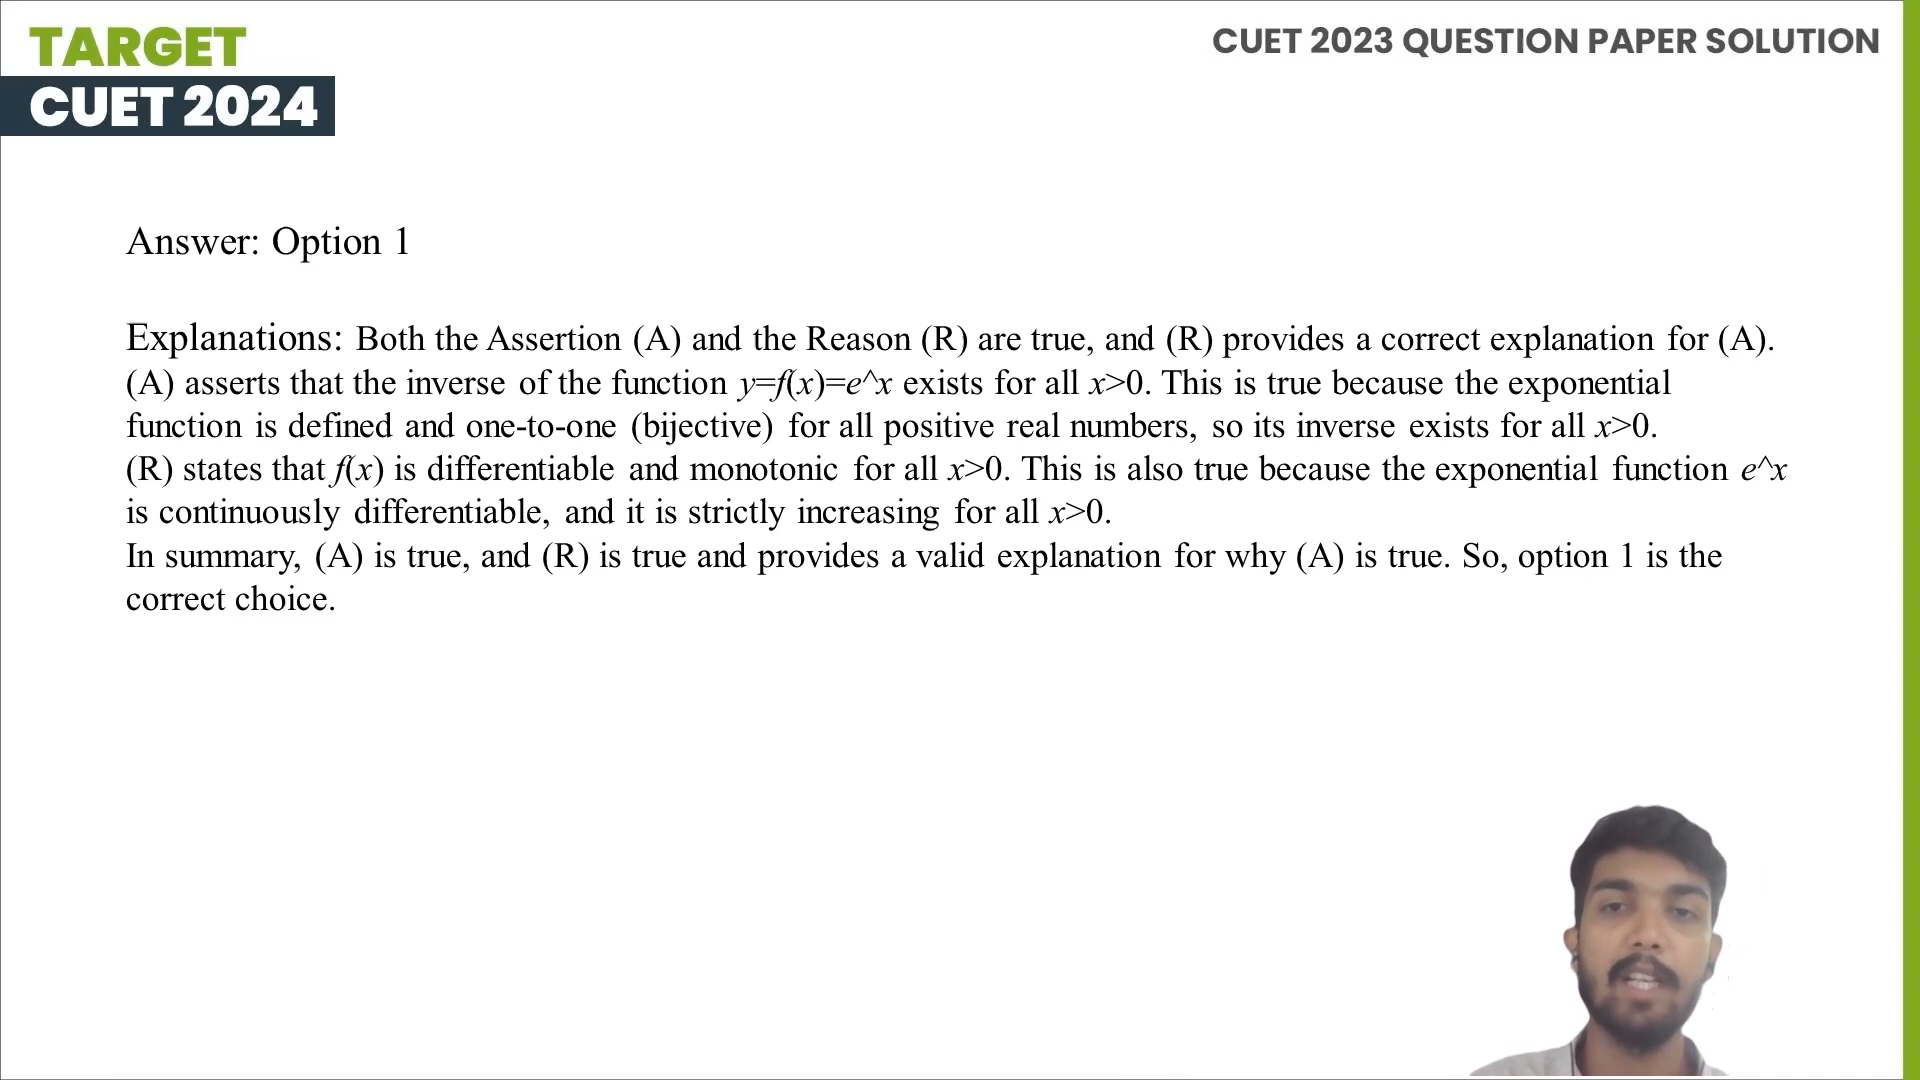 TARGET
CUET 2024
CUET 2023 QUESTION PAPER SOLUTION
Answer: Option 1
Explanations: Both the Assertion (A) and the Reason (R) are true, and (R) provides a correct explanation for (A).
(A) asserts that the inverse of the function y=f(x)=e^x exists for all x>0. This is true because the exponential
function is defined and one-to-one (bijective) for all positive real numbers, so its inverse exists for all x>0.
(R) states that f(x) is differentiable and monotonic for all x>0. This is also true because the exponential function e^x
is continuously differentiable, and it is strictly increasing for all x>0.
In summary, (A) is true, and (R) is true and provides a valid explanation for why (A) is true. So, option 1 is the
correct choice.